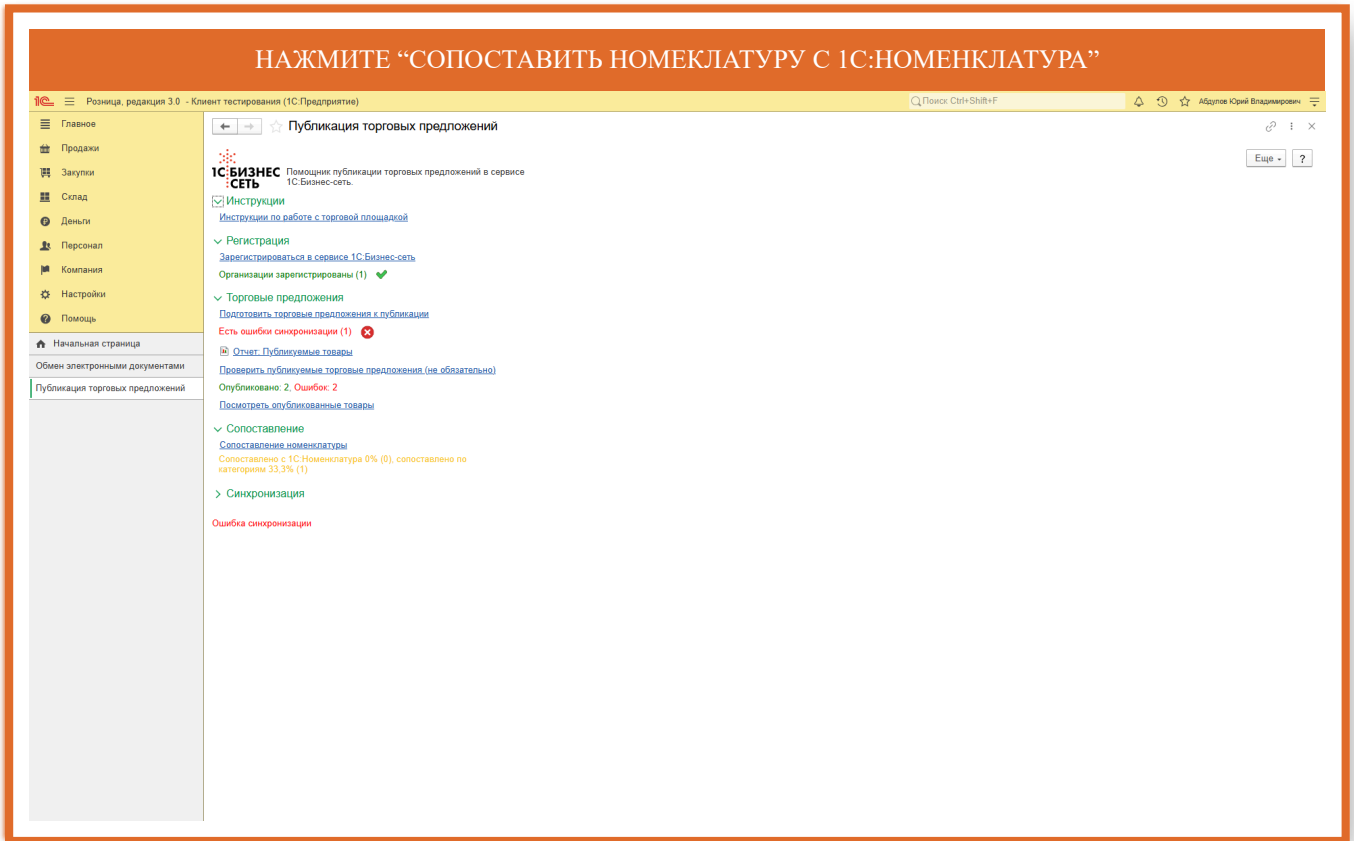 НАЖМИТЕ “СОПОСТАВИТЬ НОМЕКЛАТУРУ С 1С:НОМЕНКЛАТУРА”
1С Розница, редакция 3.0 - Клиент тестирования (1С:Предприятие)
Поиск Ctrl+Shift+F
Абдулов Юрий Владимирович
Главное
Продажи
Закупки
Склад
Деньги
Персонал
Компания
Настройки
Помощь
Начальная страница
Обмен электронными документами
Публикация торговых предложений
Публикация торговых предложений
Еще
?
1С БИЗНЕС
СЕТЬ
Помощник публикации торговых предложений в сервисе
1С:Бизнес-сеть.
Инструкции
Инструкции по работе с торговой площадкой
Регистрация
Зарегистрироваться в сервисе 1С:Бизнес-сеть
Организации зарегистрированы (1)
Торговые предложения
Подготовить торговые предложения к публикации
Есть ошибки синхронизации (1)
Отчет: Публикуемые товары
Проверить публикуемые торговые предложения (не обязательно)
Опубликовано: 2, Ошибок: 2
Посмотреть опубликованные товары
Сопоставление
Сопоставление номенклатуры
Сопоставлено с 1С:Номенклатура 0% (0), сопоставлено по
категориям 33,3% (1)
Синхронизация
Ошибка синхронизации